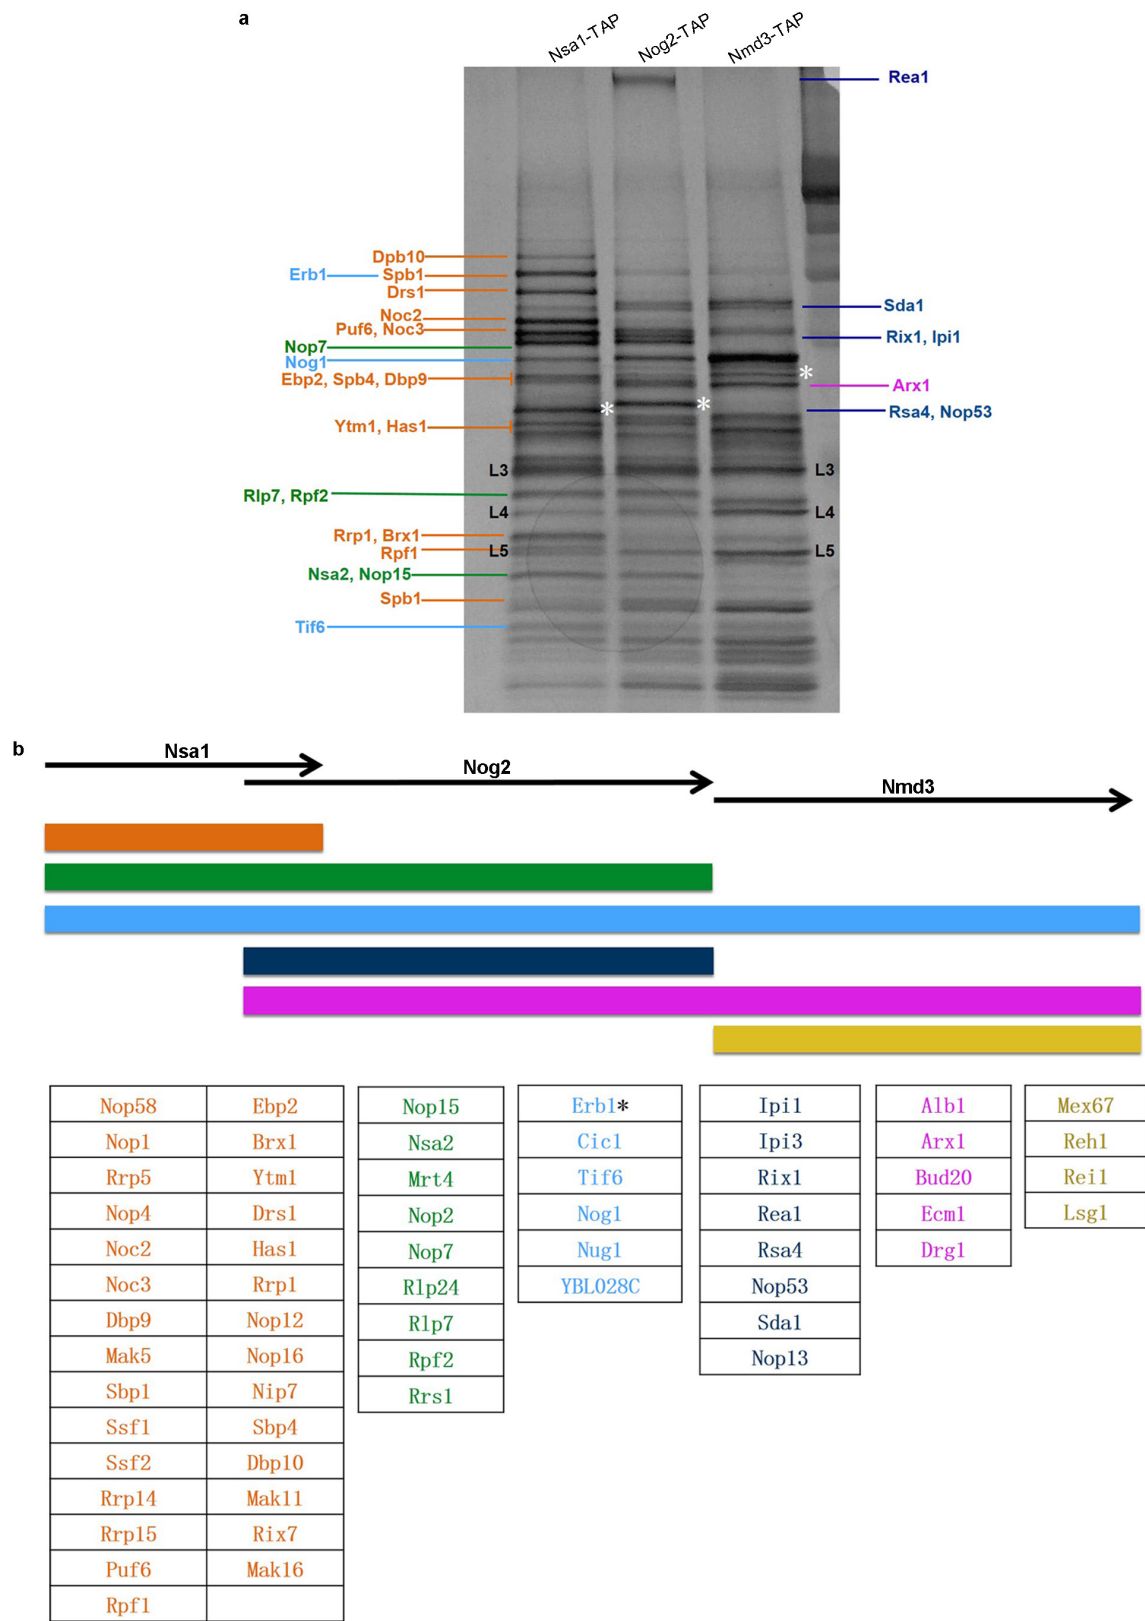 a
Nsa1-TAP Nog2-TAP Nmd3-TAP
Rea1
Dpb10
Erb1 Spb1
Drs1
Sda1
Noc2
Puf6, Noc3
Rix1, Ipi1
Nop7
Nog1
*
Ebp2, Spb4, Dbp9
Arx1
* *
Rsa4, Nop53
Ytm1, Has1
L3 L3
Rlp7, Rpf2
L4 L4
Rrp1, Brx1
Rpf1 L5 L5
Nsa2, Nop15
Spb1
Tif6
b
Nsa1
Nog2
Nmd3
Nop58 Ebp2 Nop15 Erb1* Ipi1 Alb1 Mex67
Nop1 Brx1 Nsa2 Cic1 Ipi3 Arx1 Reh1
Rrp5 Ytm1 Mrt4 Tif6 Rix1 Bud20 Rei1
Nop4 Drs1 Nop2 Nog1 Rea1 Ecm1 Lsg1
Noc2 Has1 Nop7 Nug1 Rsa4 Drg1
Noc3 Rrp1 Rlp24 YBL028C Nop53
Dbp9 Nop12 Rlp7 Sda1
Mak5 Nop16 Rpf2 Nop13
Sbp1 Nip7 Rrs1
Ssf1 Sbp4
Ssf2 Dbp10
Rrp14 Mak11
Rrp15 Rix7
Puf6 Mak16
Rpf1